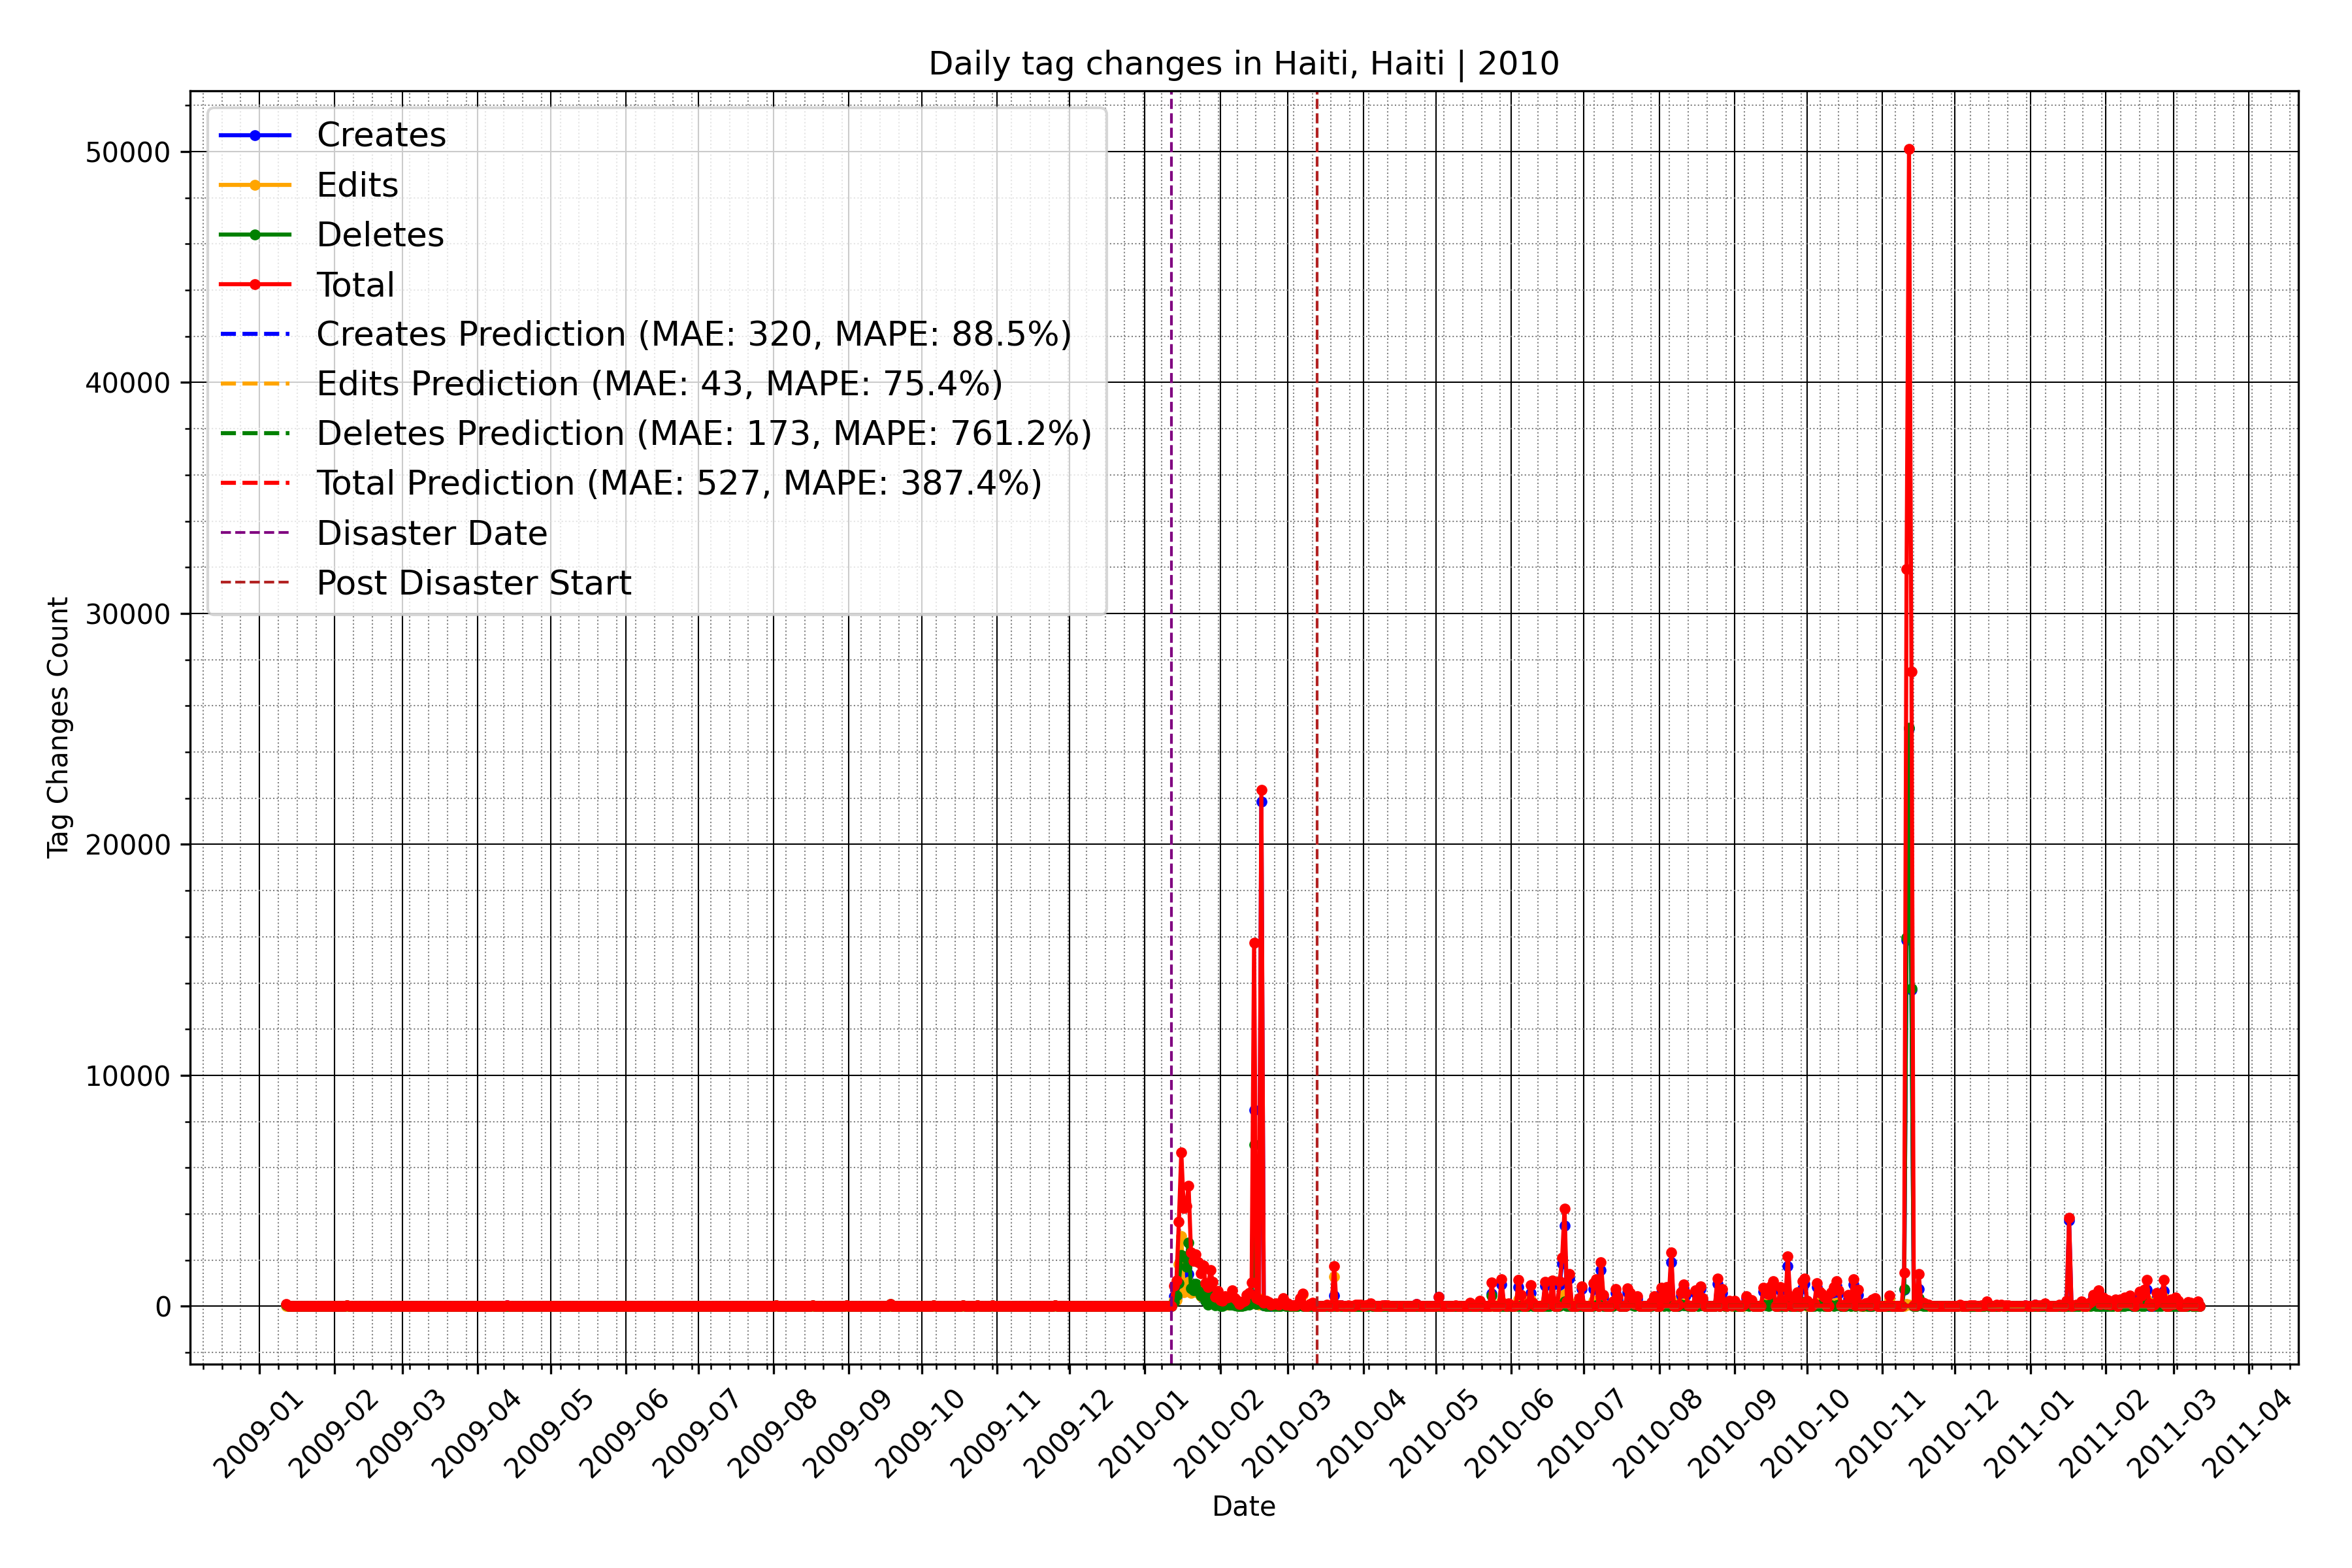 Daily tag changes in Haiti, Haiti | 2010
Creates
Edits
Deletes
Total
Creates Prediction (MAE: 320, MAPE: 88.5%)
Edits Prediction (MAE: 43, MAPE: 75.4%)
Deletes Prediction (MAE: 173, MAPE: 761.2%)
Total Prediction (MAE: 527, MAPE: 387.4%)
Disaster Date
Post Disaster Start
Tag Changes Count
50000
40000
30000
20000
10000
0
2009-01
2009-02
2009-03
2009-04
2009-05
2009-06
2009-07
2009-08
2009-09
2009-10
2009-11
2009-12
2010-01
2010-02
2010-03
2010-04
2010-05
2010-06
2010-07
2010-08
2010-09
2010-10
2010-11
2010-12
2011-01
2011-02
2011-03
2011-04
Date